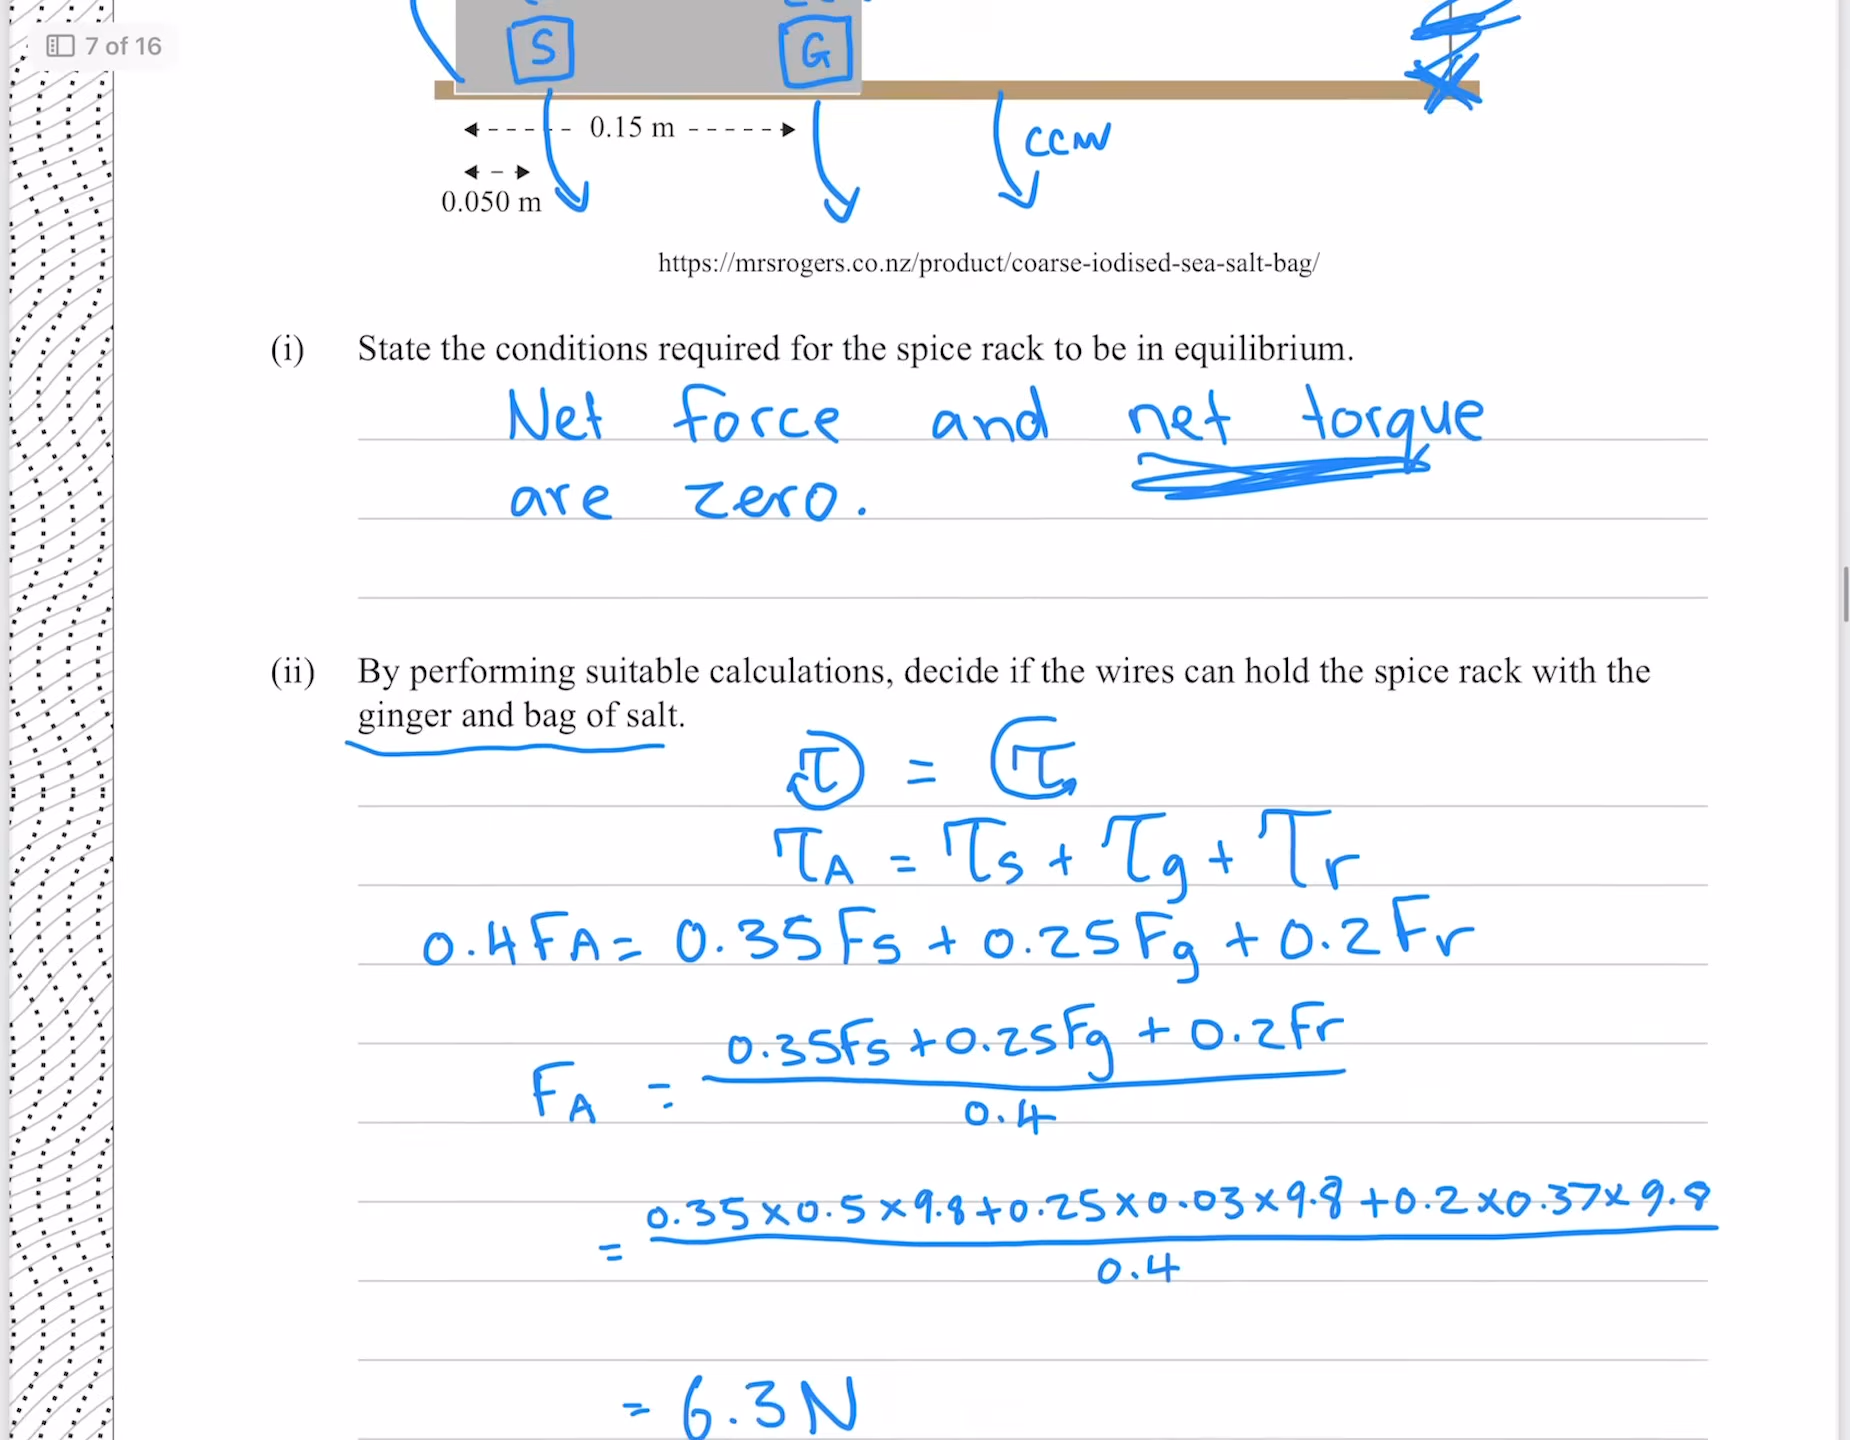 7 of 16
S G
0.15 m
CCW
0.050 m
https://mrsrogers.co.nz/product/coarse-iodised-sea-salt-bag/
(i) State the conditions required for the spice rack to be in equilibrium.
Net force and net torque
are zero.
(ii) By performing suitable calculations, decide if the wires can hold the spice rack with the
ginger and bag of salt.
τ = τ
τA = τs + τg + τr
0.4FA = 0.35Fs + 0.25Fg + 0.2Fr
FA = 0.35Fs + 0.25Fg + 0.2Fr
0.4
= 0.35 × 0.5 × 9.8 + 0.25 × 0.03 × 9.8 + 0.2 × 0.37 × 9.8
0.4
= 6.3 N